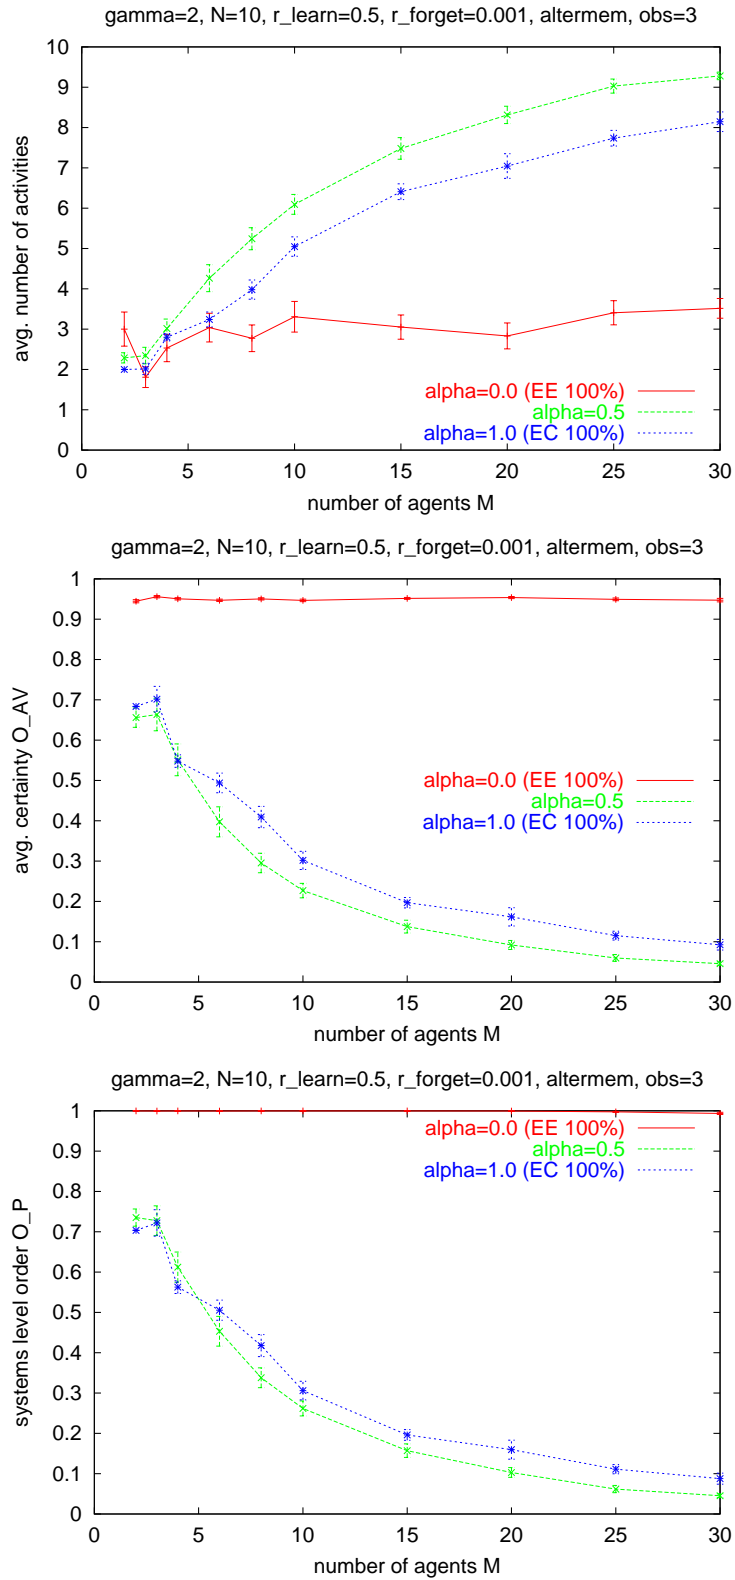 gamma=2, N=10, r_learn=0.5, r_forget=0.001, altermem, obs=3
10
9
8
7
6
5
4
3
2
1
0
avg. number of activities
alpha=0.0 (EE 100%)
alpha=0.5
alpha=1.0 (EC 100%)
0 5 10 15 20 25 30
number of agents M
gamma=2, N=10, r_learn=0.5, r_forget=0.001, altermem, obs=3
1
0.9
0.8
0.7
0.6
0.5
0.4
0.3
0.2
0.1
0
avg. certainty O_AV
alpha=0.0 (EE 100%)
alpha=0.5
alpha=1.0 (EC 100%)
0 5 10 15 20 25 30
number of agents M
gamma=2, N=10, r_learn=0.5, r_forget=0.001, altermem, obs=3
1
0.9
0.8
0.7
0.6
0.5
0.4
0.3
0.2
0.1
0
systems level order O_P
alpha=0.0 (EE 100%)
alpha=0.5
alpha=1.0 (EC 100%)
0 5 10 15 20 25 30
number of agents M